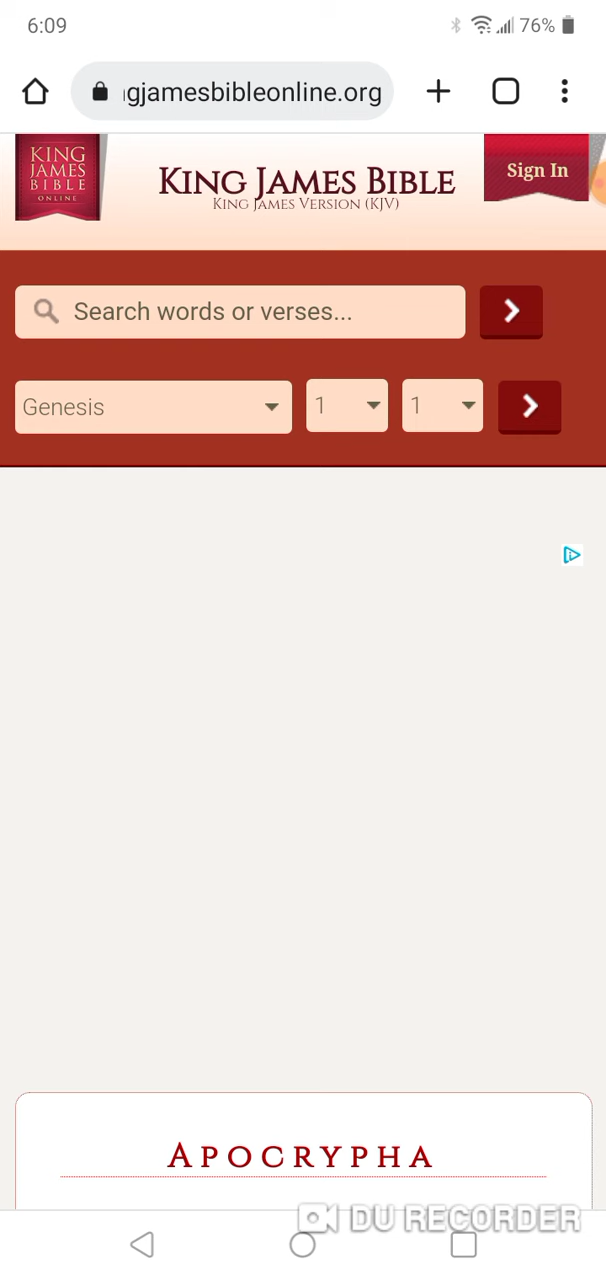 6:09
76%
gjamesbibleonline.org
KING
JAMES
BIBLE
ONLINE
KING JAMES BIBLE
KING JAMES VERSION (KJV)
Sign In
Search words or verses...
Genesis
1
1
APOCRYPHA
DU RECORDER